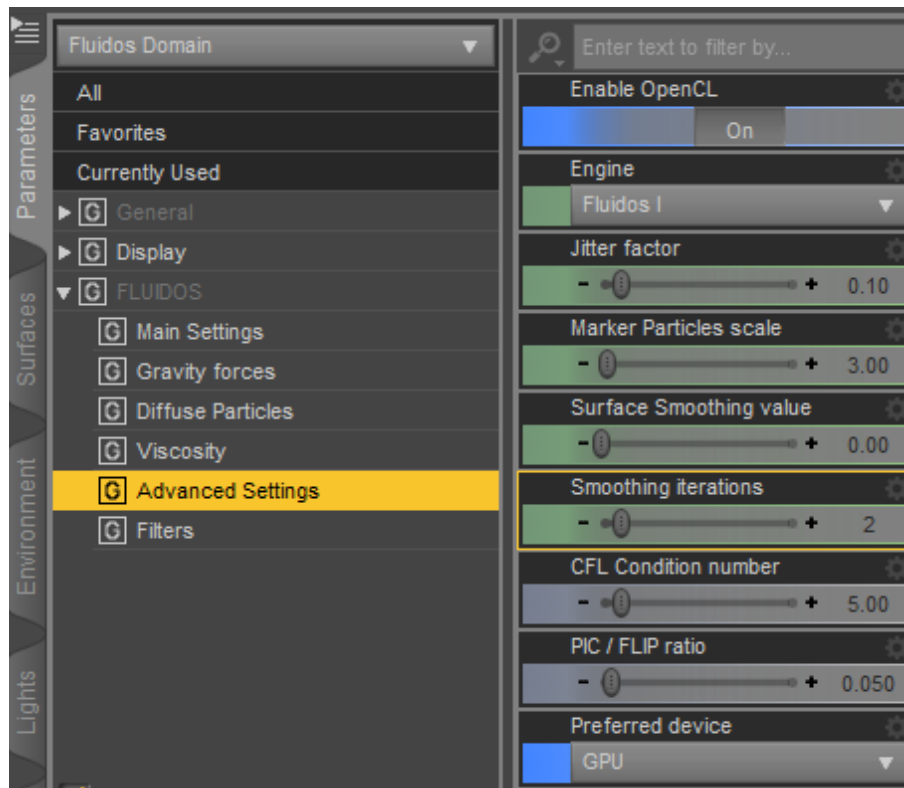 Parameters
Surfaces
Environment
Lights
Fluidos Domain
All
Favorites
Currently Used
G General
G Display
G FLUIDOS
G Main Settings
G Gravity forces
G Diffuse Particles
G Viscosity
G Advanced Settings
G Filters
Enter text to filter by...
Enable OpenCL
On
Engine
Fluidos I
Jitter factor
- + 0.10
Marker Particles scale
- + 3.00
Surface Smoothing value
- + 0.00
Smoothing iterations
- + 2
CFL Condition number
- + 5.00
PIC / FLIP ratio
- + 0.050
Preferred device
GPU